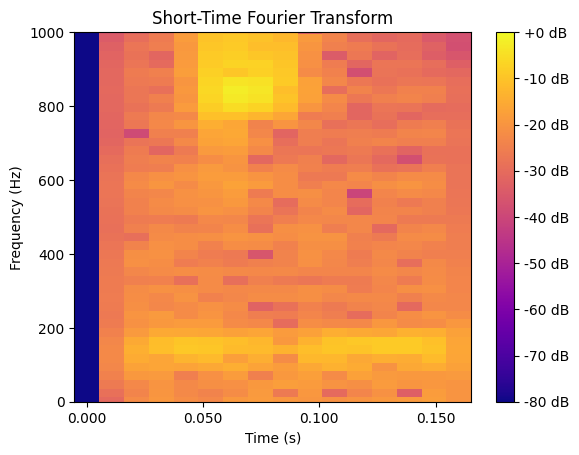 Short-Time Fourier Transform
Frequency (Hz)
1000
800
600
400
200
0
0.000
0.050
0.100
0.150
Time (s)
+0 dB
-10 dB
-20 dB
-30 dB
-40 dB
-50 dB
-60 dB
-70 dB
-80 dB